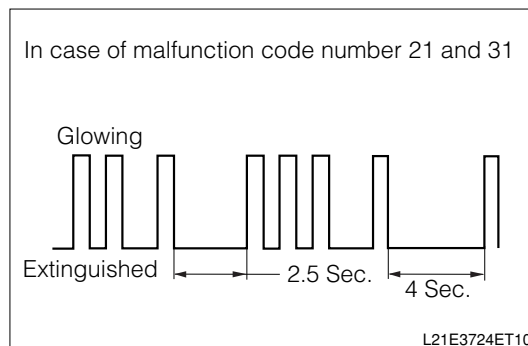 In case of malfunction code number 21 and 31
Glowing
Extinguished
2.5 Sec.
4 Sec.
L21E3724ET10